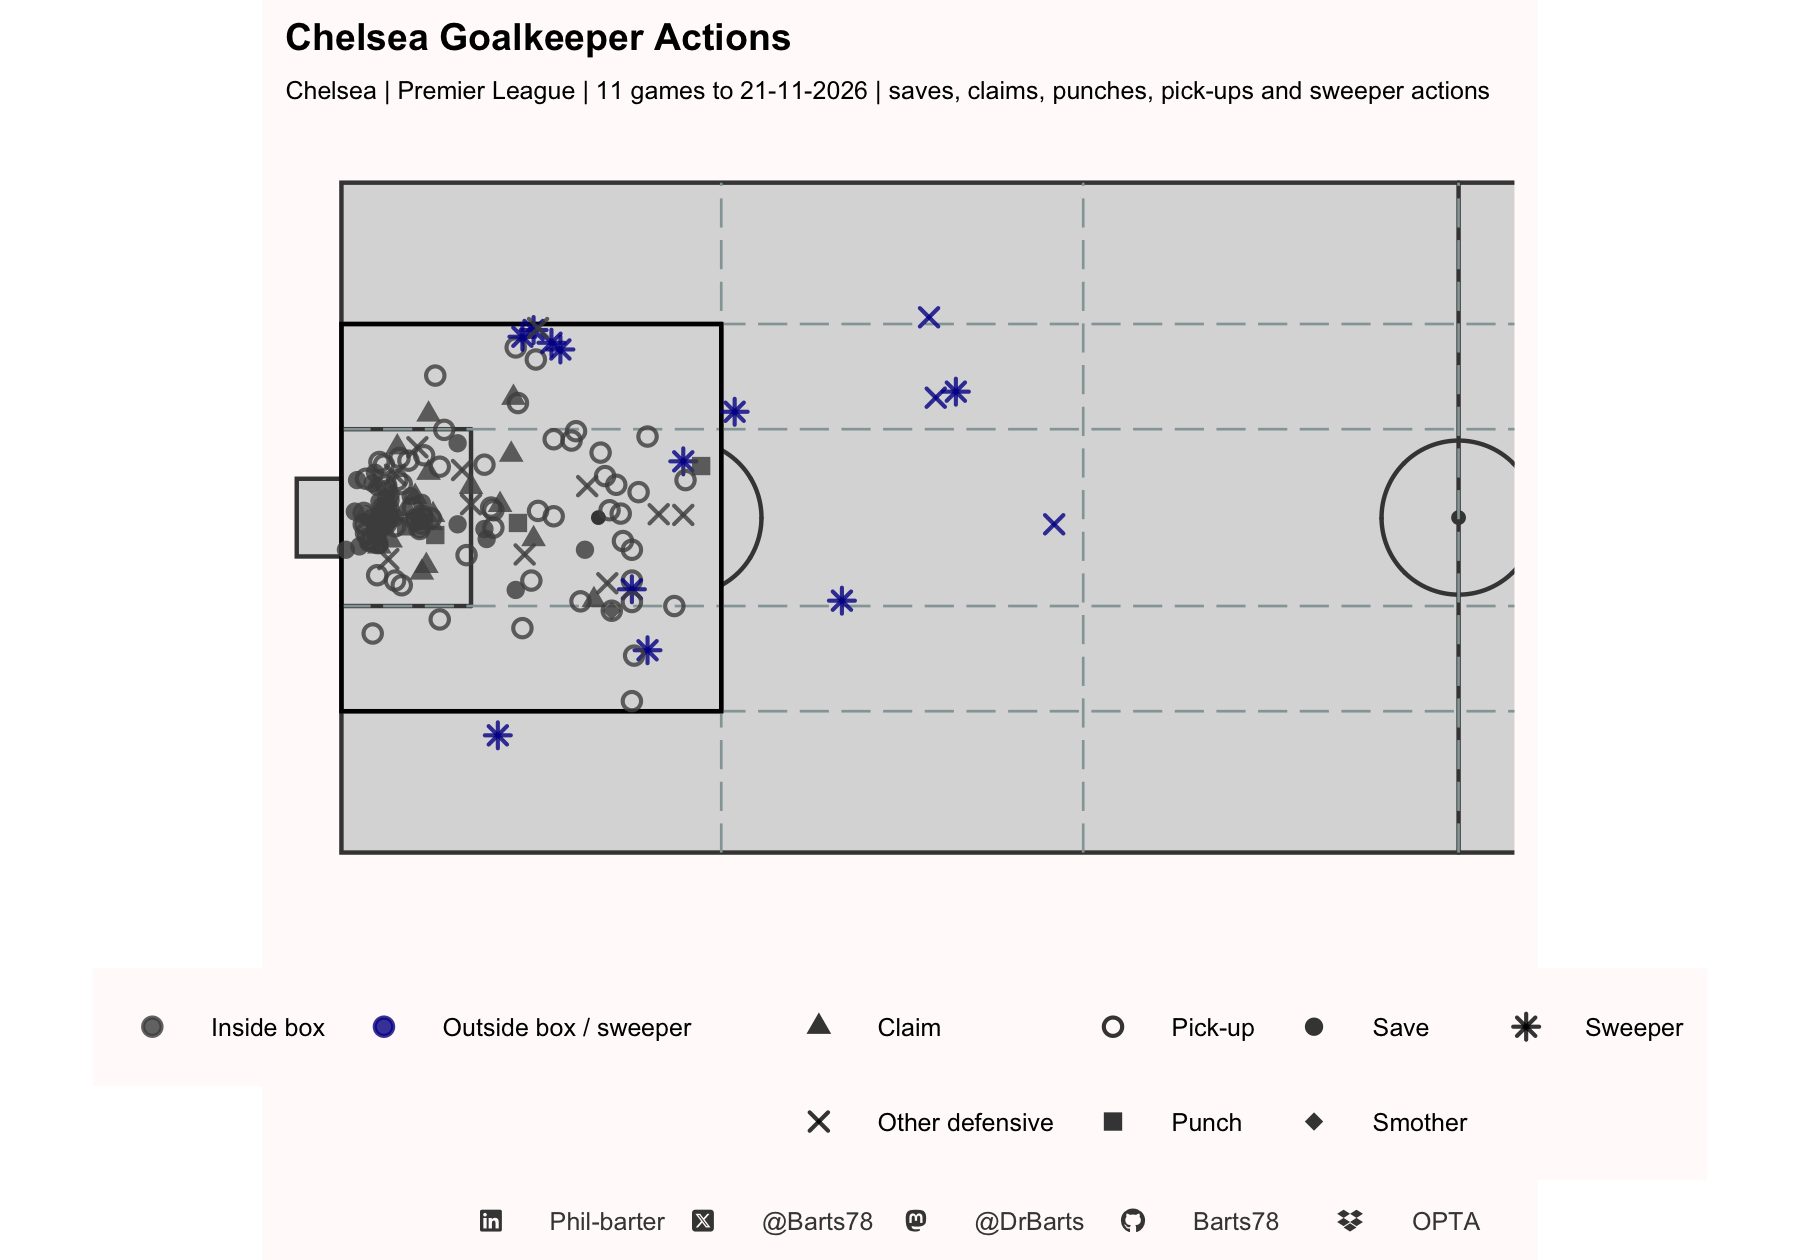 Chelsea Goalkeeper Actions
Chelsea | Premier League | 11 games to 21-11-2026 | saves, claims, punches, pick-ups and sweeper actions
Inside box Outside box / sweeper Claim Pick-up Save Sweeper
Other defensive Punch Smother
Phil-barter @Barts78 @DrBarts Barts78 OPTA